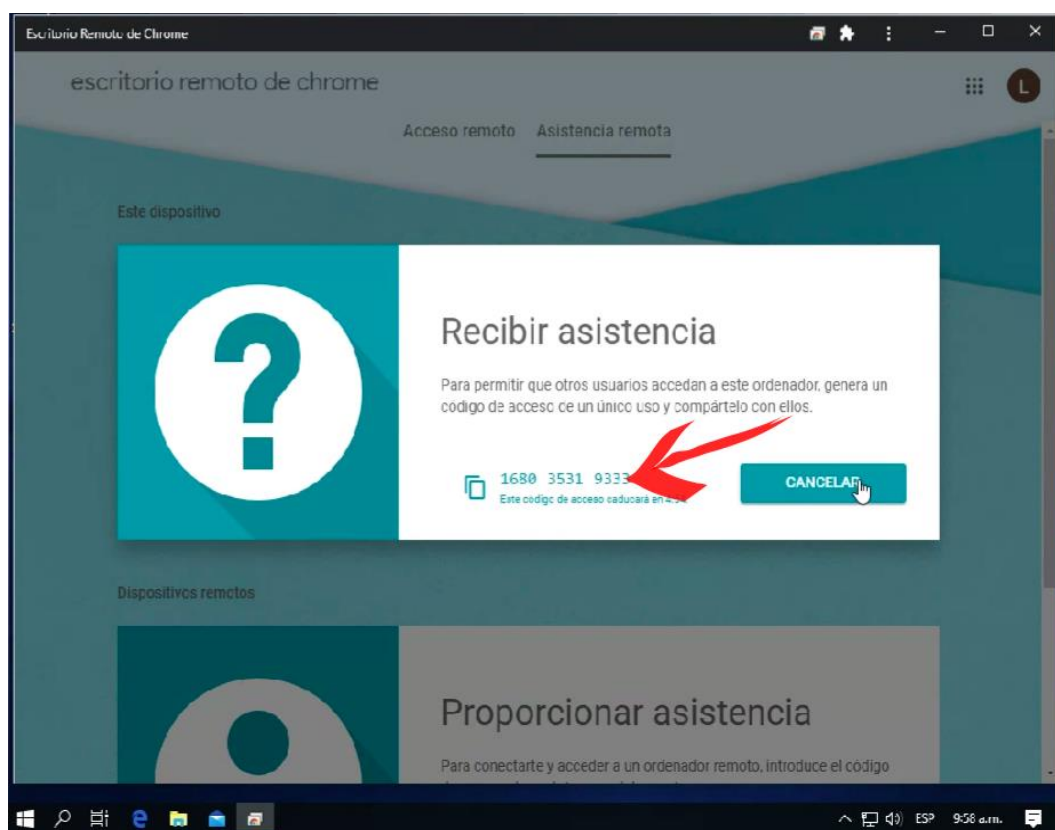 Escritorio Remoto de Chrome
escritorio remoto de chrome
L
Acceso remoto
Asistencia remota
Este dispositivo
?
Recibir asistencia
Para permitir que otros usuarios accedan a este ordenador, genera un
código de acceso de un único uso y compártelo con ellos.
1680 3531 9333
CANCELAR
Este código de acceso caducará en
Dispositivos remotos
Proporcionar asistencia
Para conectarte y acceder a un ordenador remoto, introduce el código
ESP
9:58 a.m.